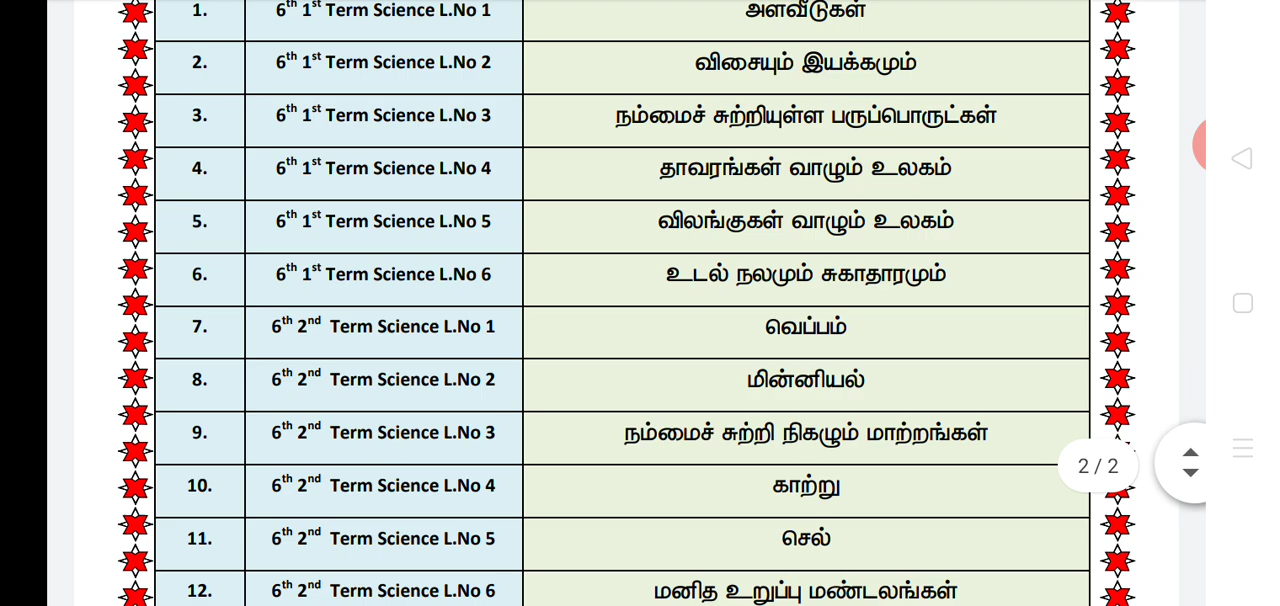 1. 6th 1st Term Science L.No 1 அளவீடுகள்
2. 6th 1st Term Science L.No 2 விசையும் இயக்கமும்
3. 6th 1st Term Science L.No 3 நம்மைச் சுற்றியுள்ள பருப்பொருட்கள்
4. 6th 1st Term Science L.No 4 தாவரங்கள் வாழும் உலகம்
5. 6th 1st Term Science L.No 5 விலங்குகள் வாழும் உலகம்
6. 6th 1st Term Science L.No 6 உடல் நலமும் சுகாதாரமும்
7. 6th 2nd Term Science L.No 1 வெப்பம்
8. 6th 2nd Term Science L.No 2 மின்னியல்
9. 6th 2nd Term Science L.No 3 நம்மைச் சுற்றி நிகழும் மாற்றங்கள்
2 / 2
10. 6th 2nd Term Science L.No 4 காற்று
11. 6th 2nd Term Science L.No 5 செல்
12. 6th 2nd Term Science L.No 6 மனித உறுப்பு மண்டலங்கள்